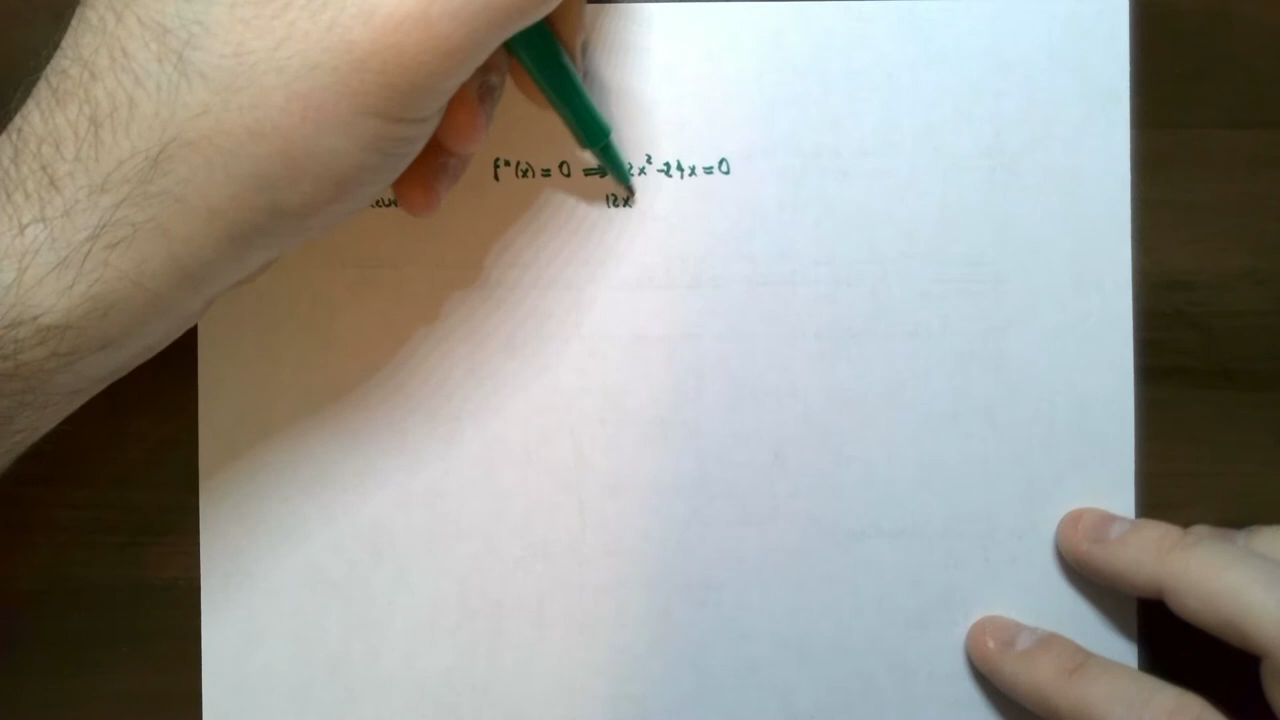 f"(x) = 0 ⟹ 2x² - 24x = 0
12x